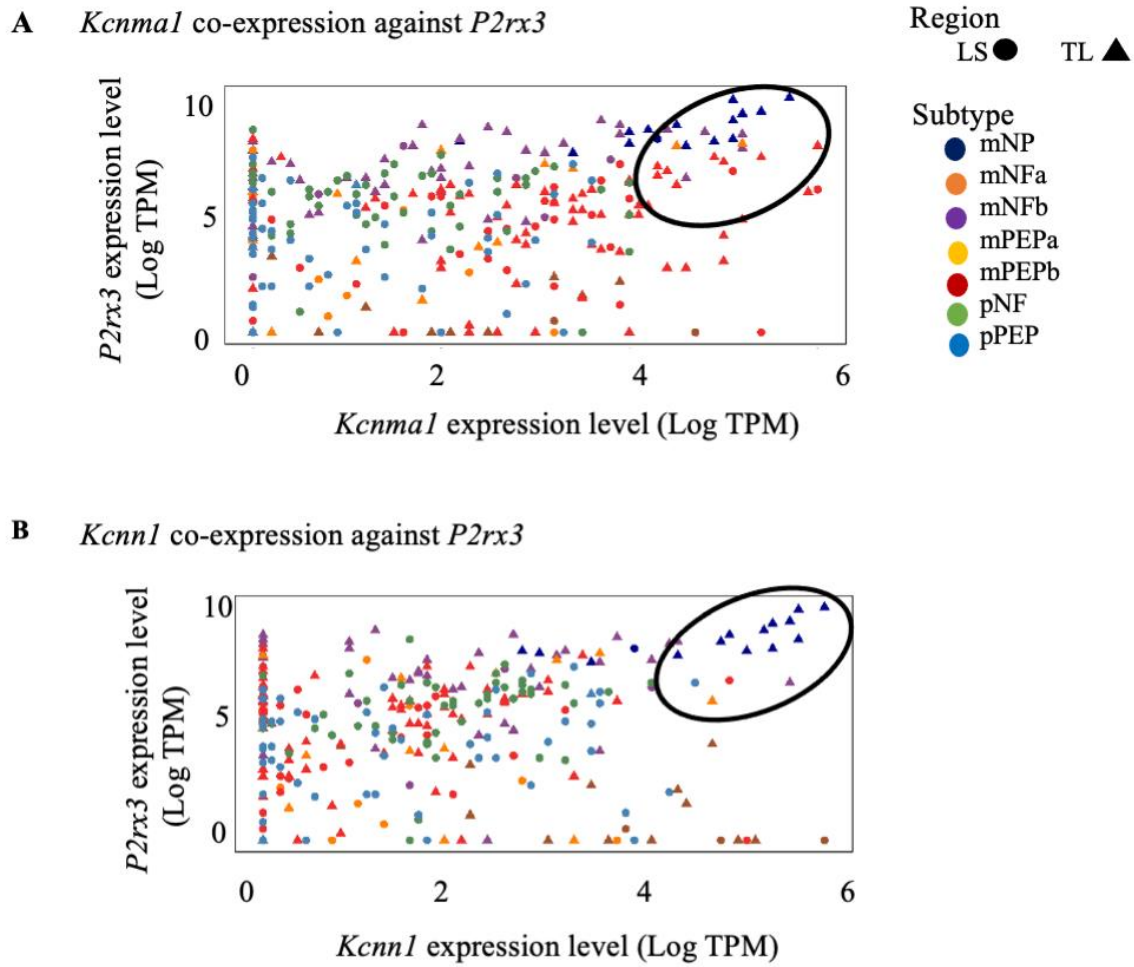 A Kcnma1 co-expression against P2rx3
P2rx3 expression level
(Log TPM)
10
5
0
0 2 4 6
Kcnma1 expression level (Log TPM)
Region
LS TL
Subtype
mNP
mNFa
mNFb
mPEPa
mPEPb
pNF
pPEP
B Kcnn1 co-expression against P2rx3
P2rx3 expression level
(Log TPM)
10
5
0
0 2 4 6
Kcnn1 expression level (Log TPM)